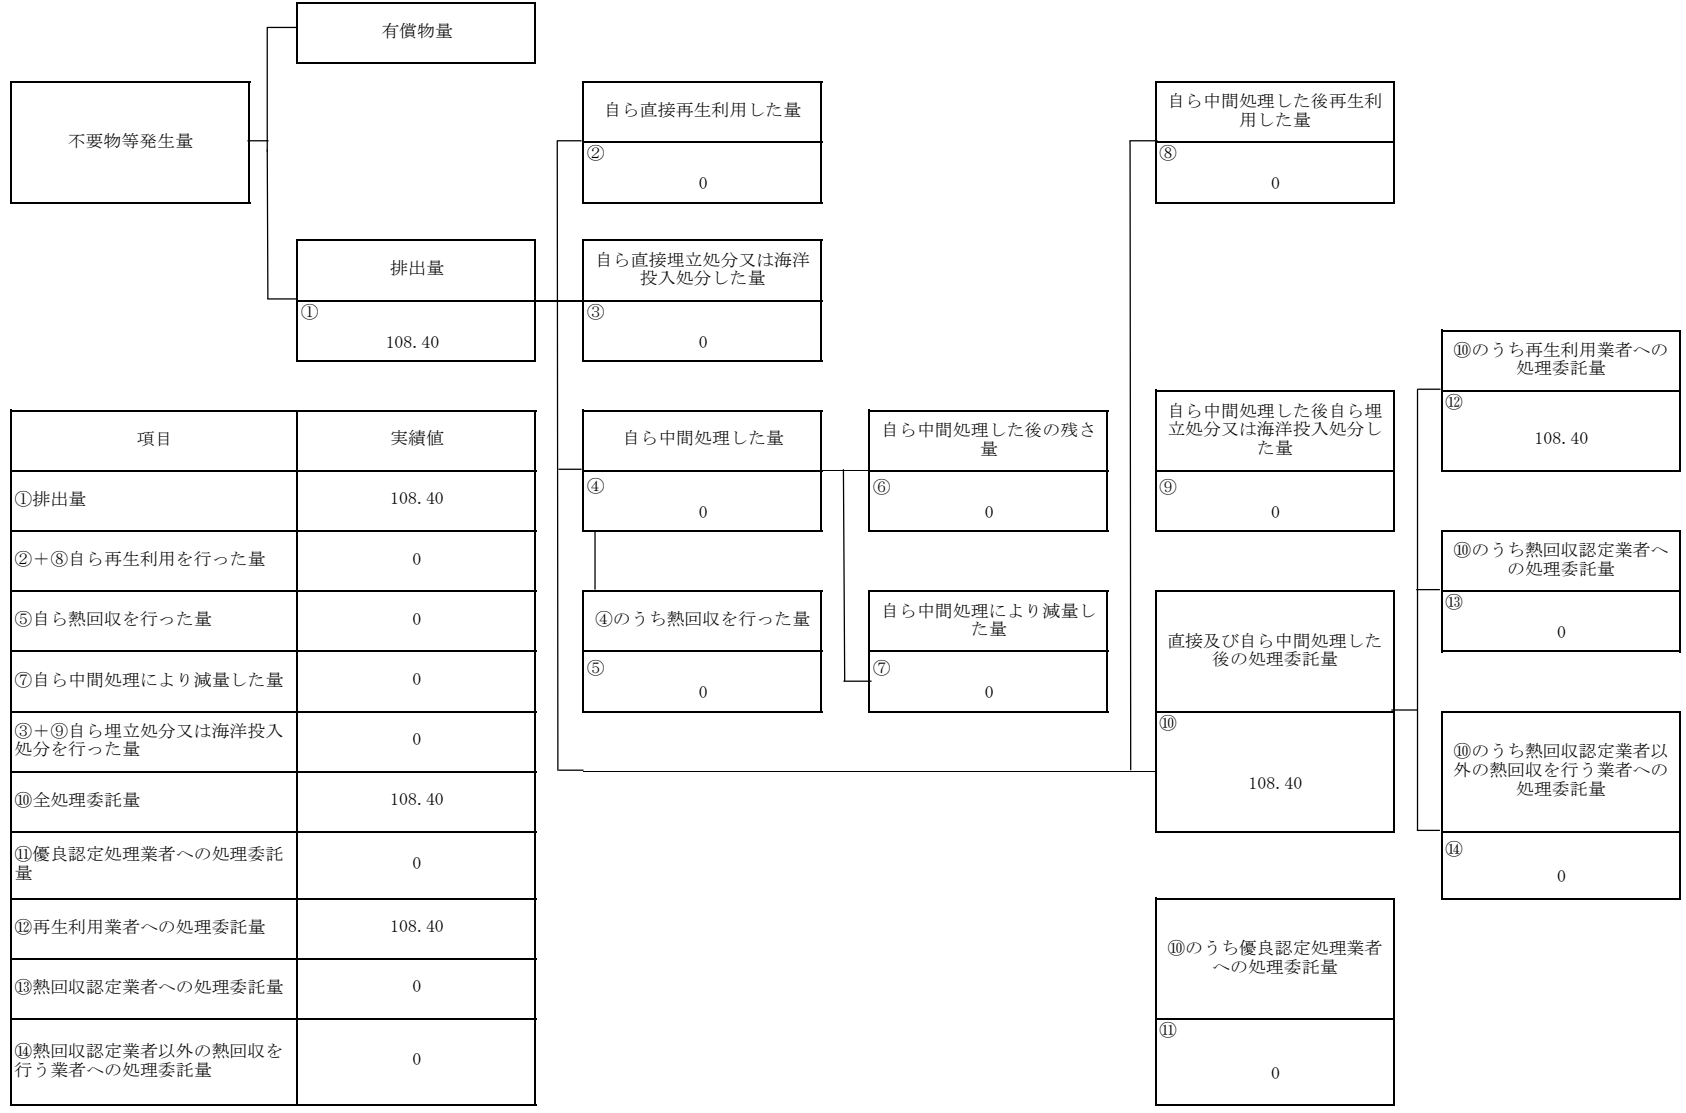 有償物量
不要物等発生量
自ら直接再生利用した量
②
0
自ら中間処理した後再生利
用した量
⑧
0
排出量
①
108.40
自ら直接埋立処分又は海洋
投入処分した量
③
0
⑩のうち再生利用業者への
処理委託量
⑫
108.40
項目
実績値
①排出量
108.40
②+⑧自ら再生利用を行った量
0
⑤自ら熱回収を行った量
0
⑦自ら中間処理により減量した量
0
③+⑨自ら埋立処分又は海洋投入
処分を行った量
0
⑩全処理委託量
108.40
⑪優良認定処理業者への処理委託
量
0
⑫再生利用業者への処理委託量
108.40
⑬熱回収認定業者への処理委託量
0
⑭熱回収認定業者以外の熱回収を
行う業者への処理委託量
0
自ら中間処理した量
④
0
自ら中間処理した後の残さ
量
⑥
0
自ら中間処理した後自ら埋
立処分又は海洋投入処分し
た量
⑨
0
④のうち熱回収を行った量
⑤
0
自ら中間処理により減量し
た量
⑦
0
直接及び自ら中間処理した
後の処理委託量
⑩
108.40
⑩のうち熱回収認定業者へ
の処理委託量
⑬
0
⑩のうち熱回収認定業者以
外の熱回収を行う業者への
処理委託量
⑭
0
⑩のうち優良認定処理業者
への処理委託量
⑪
0